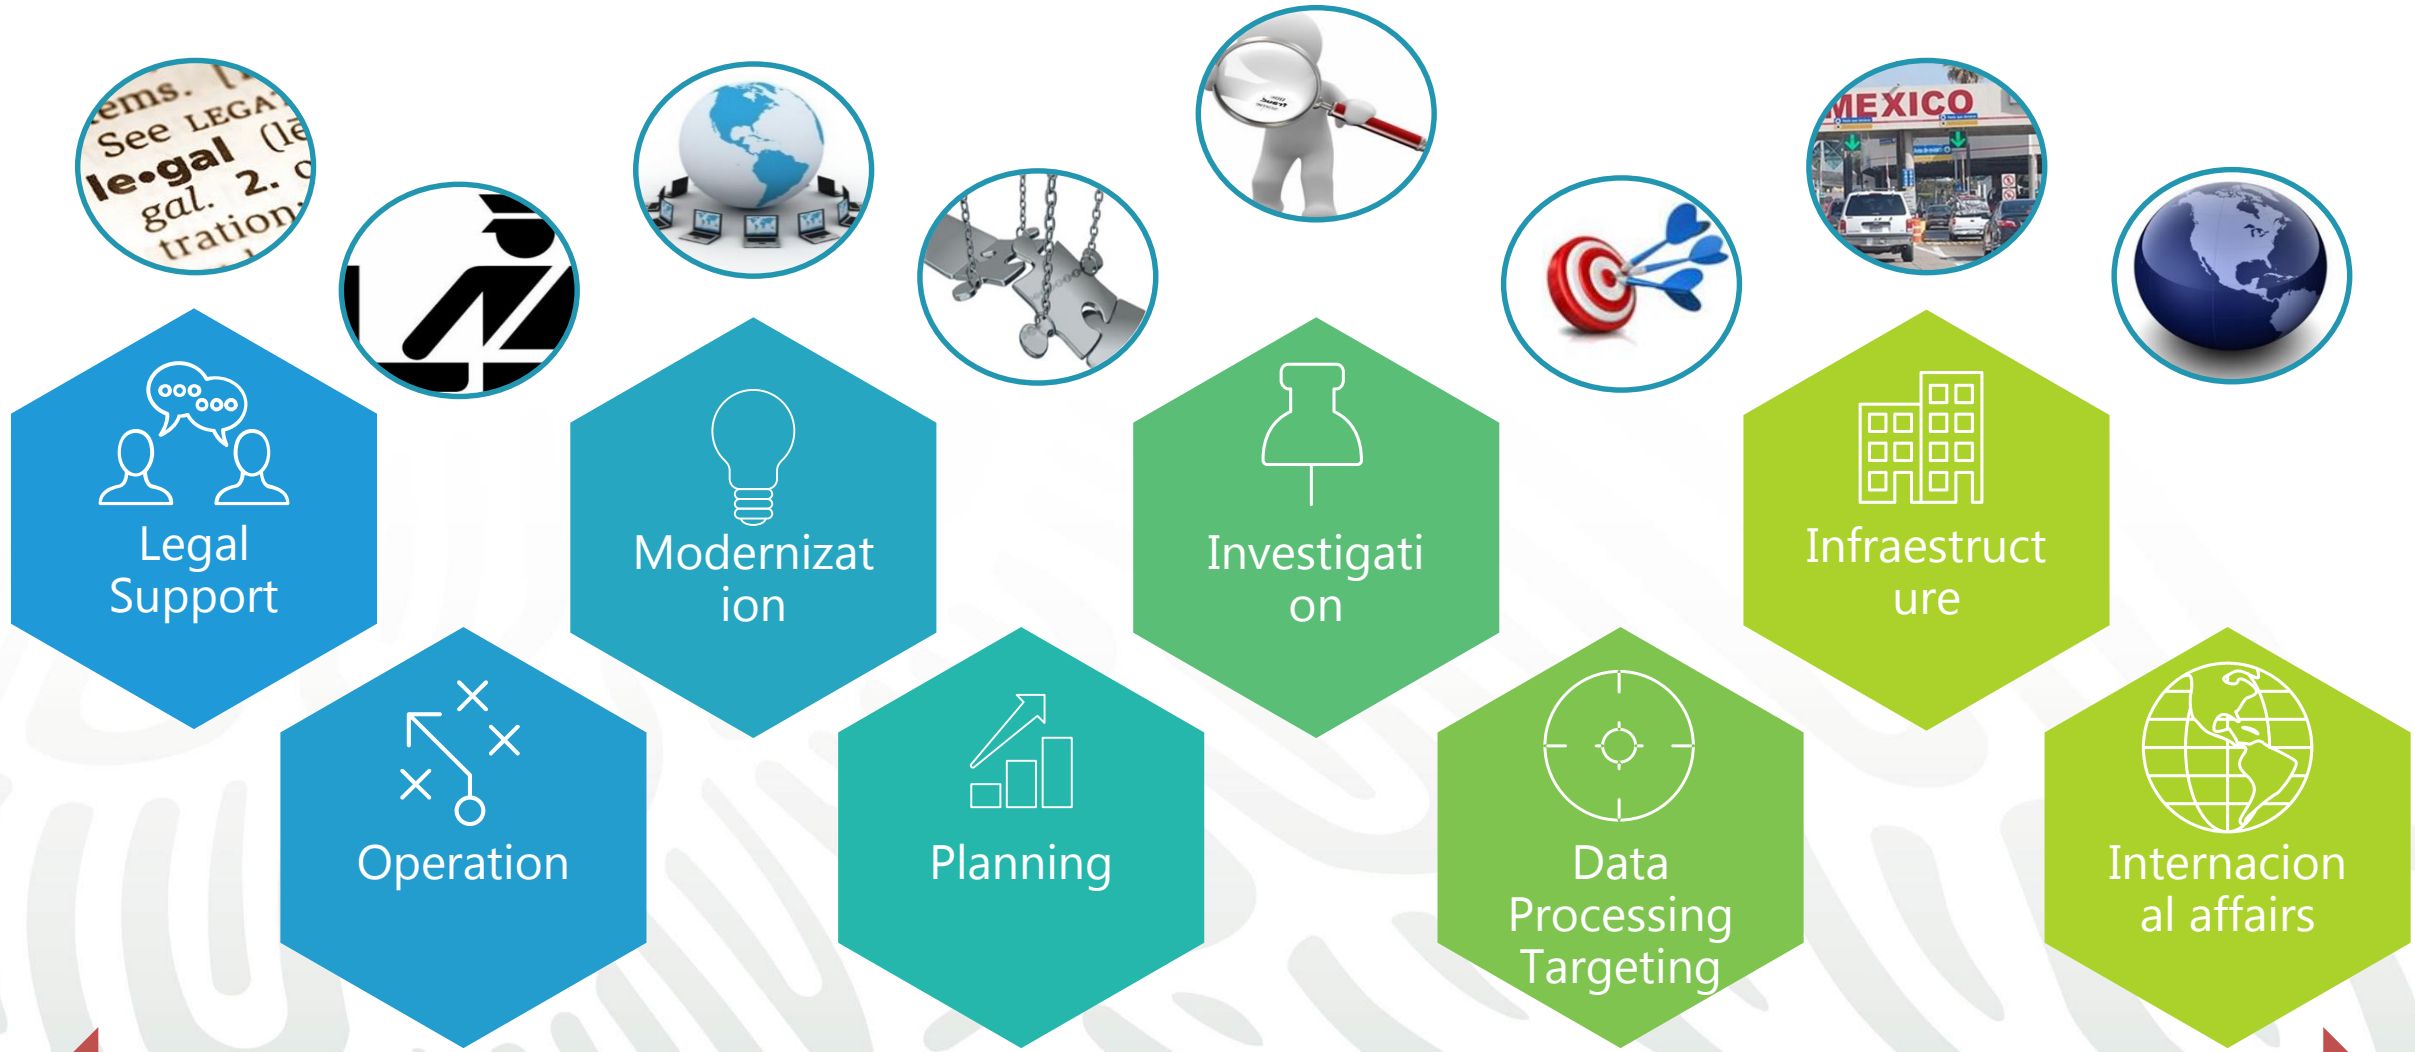 ems.
See LEGA
le•gal (lē
gal. 2.
tration
MEXICO
Legal
Support
Modernizat
ion
Investigati
on
Infraestruct
ure
Operation
Planning
Data
Processing
Targeting
Internacion
al affairs